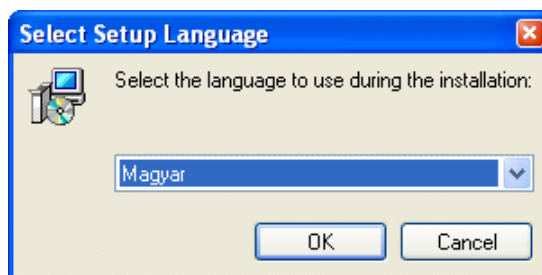 Select Setup Language
Select the language to use during the installation:
Magyar
OK
Cancel